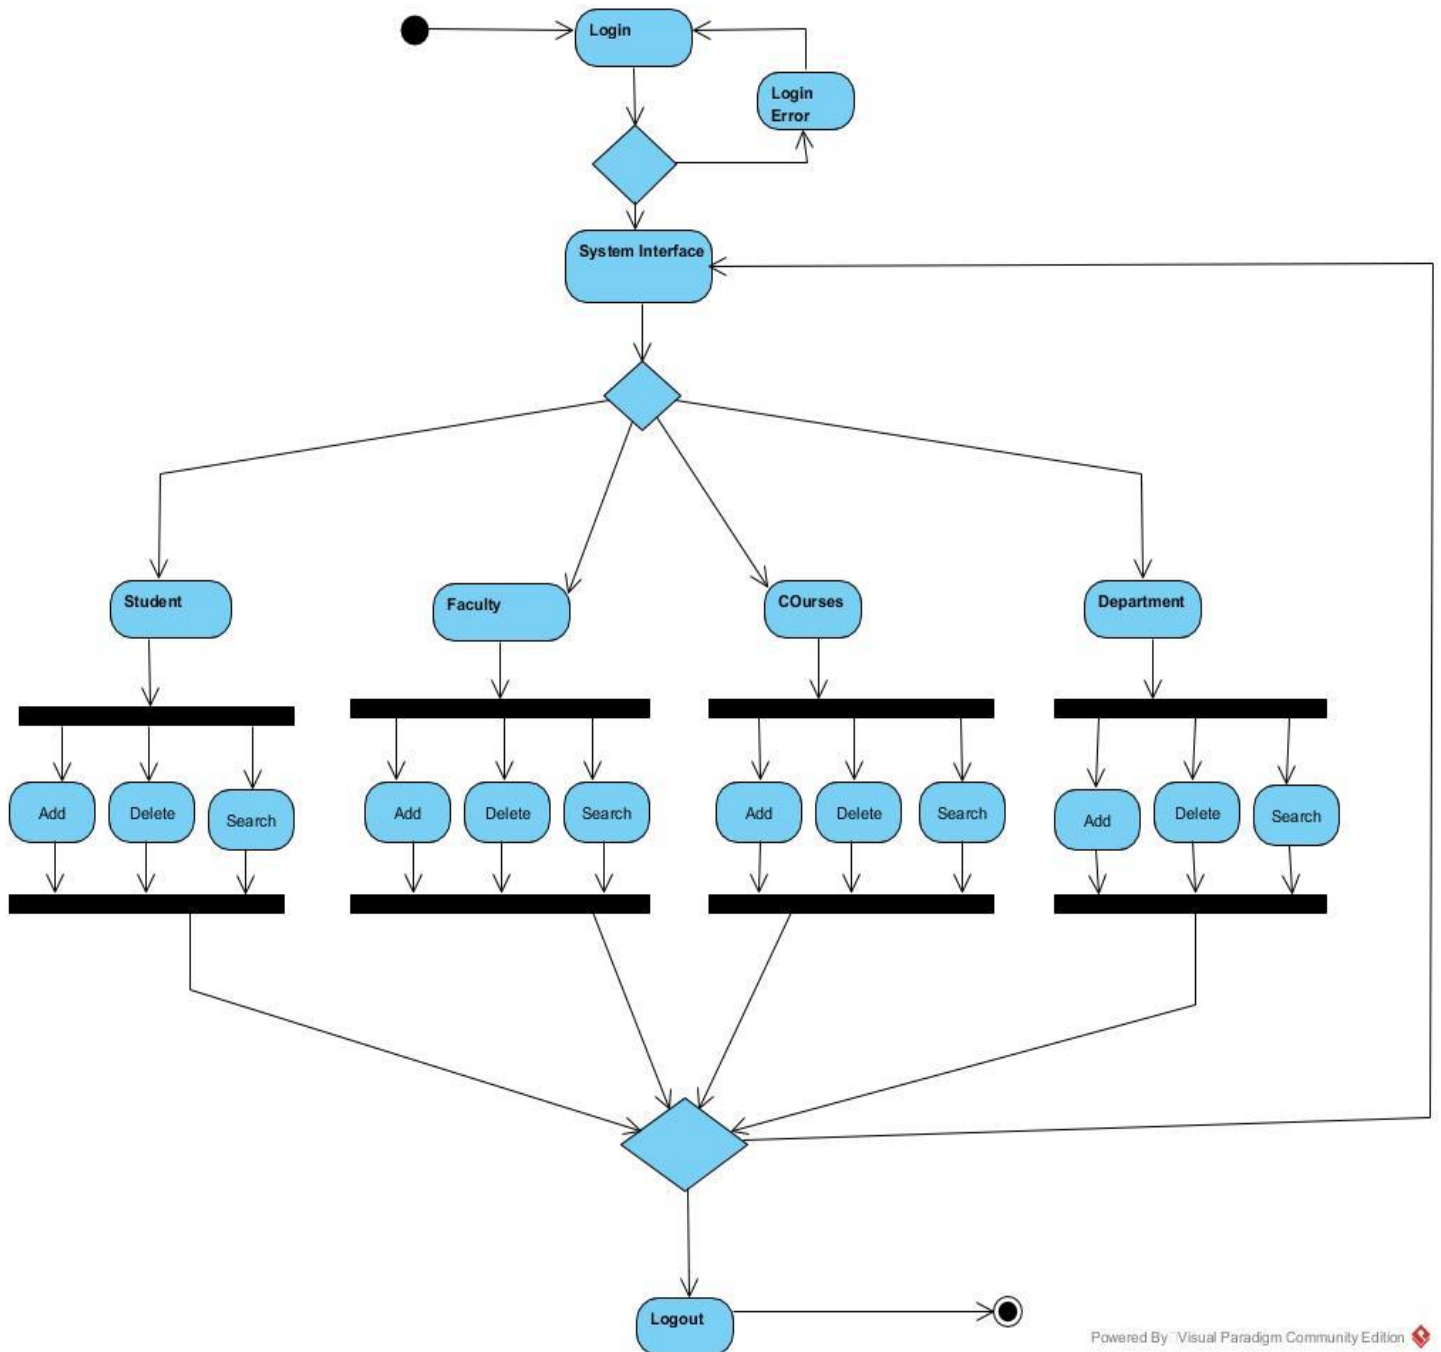 Login
Login
Error
System Interface
Student
Faculty
COurses
Department
Add
Delete
Search
Add
Delete
Search
Add
Delete
Search
Add
Delete
Search
Logout
Powered By Visual Paradigm Community Edition